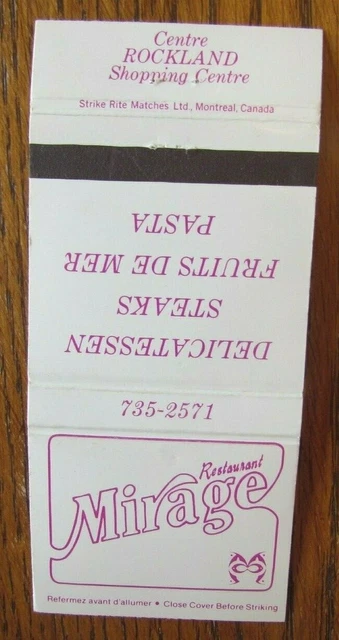 Centre
ROCKLAND
Shopping Centre
Strike Rite Matches Ltd., Montreal, Canada
DELICATESSEN
STEAKS
FRUITS DE MER
PASTA
735-2571
Restaurant
Mirage
Refermez avant d'allumer • Close Cover Before Striking